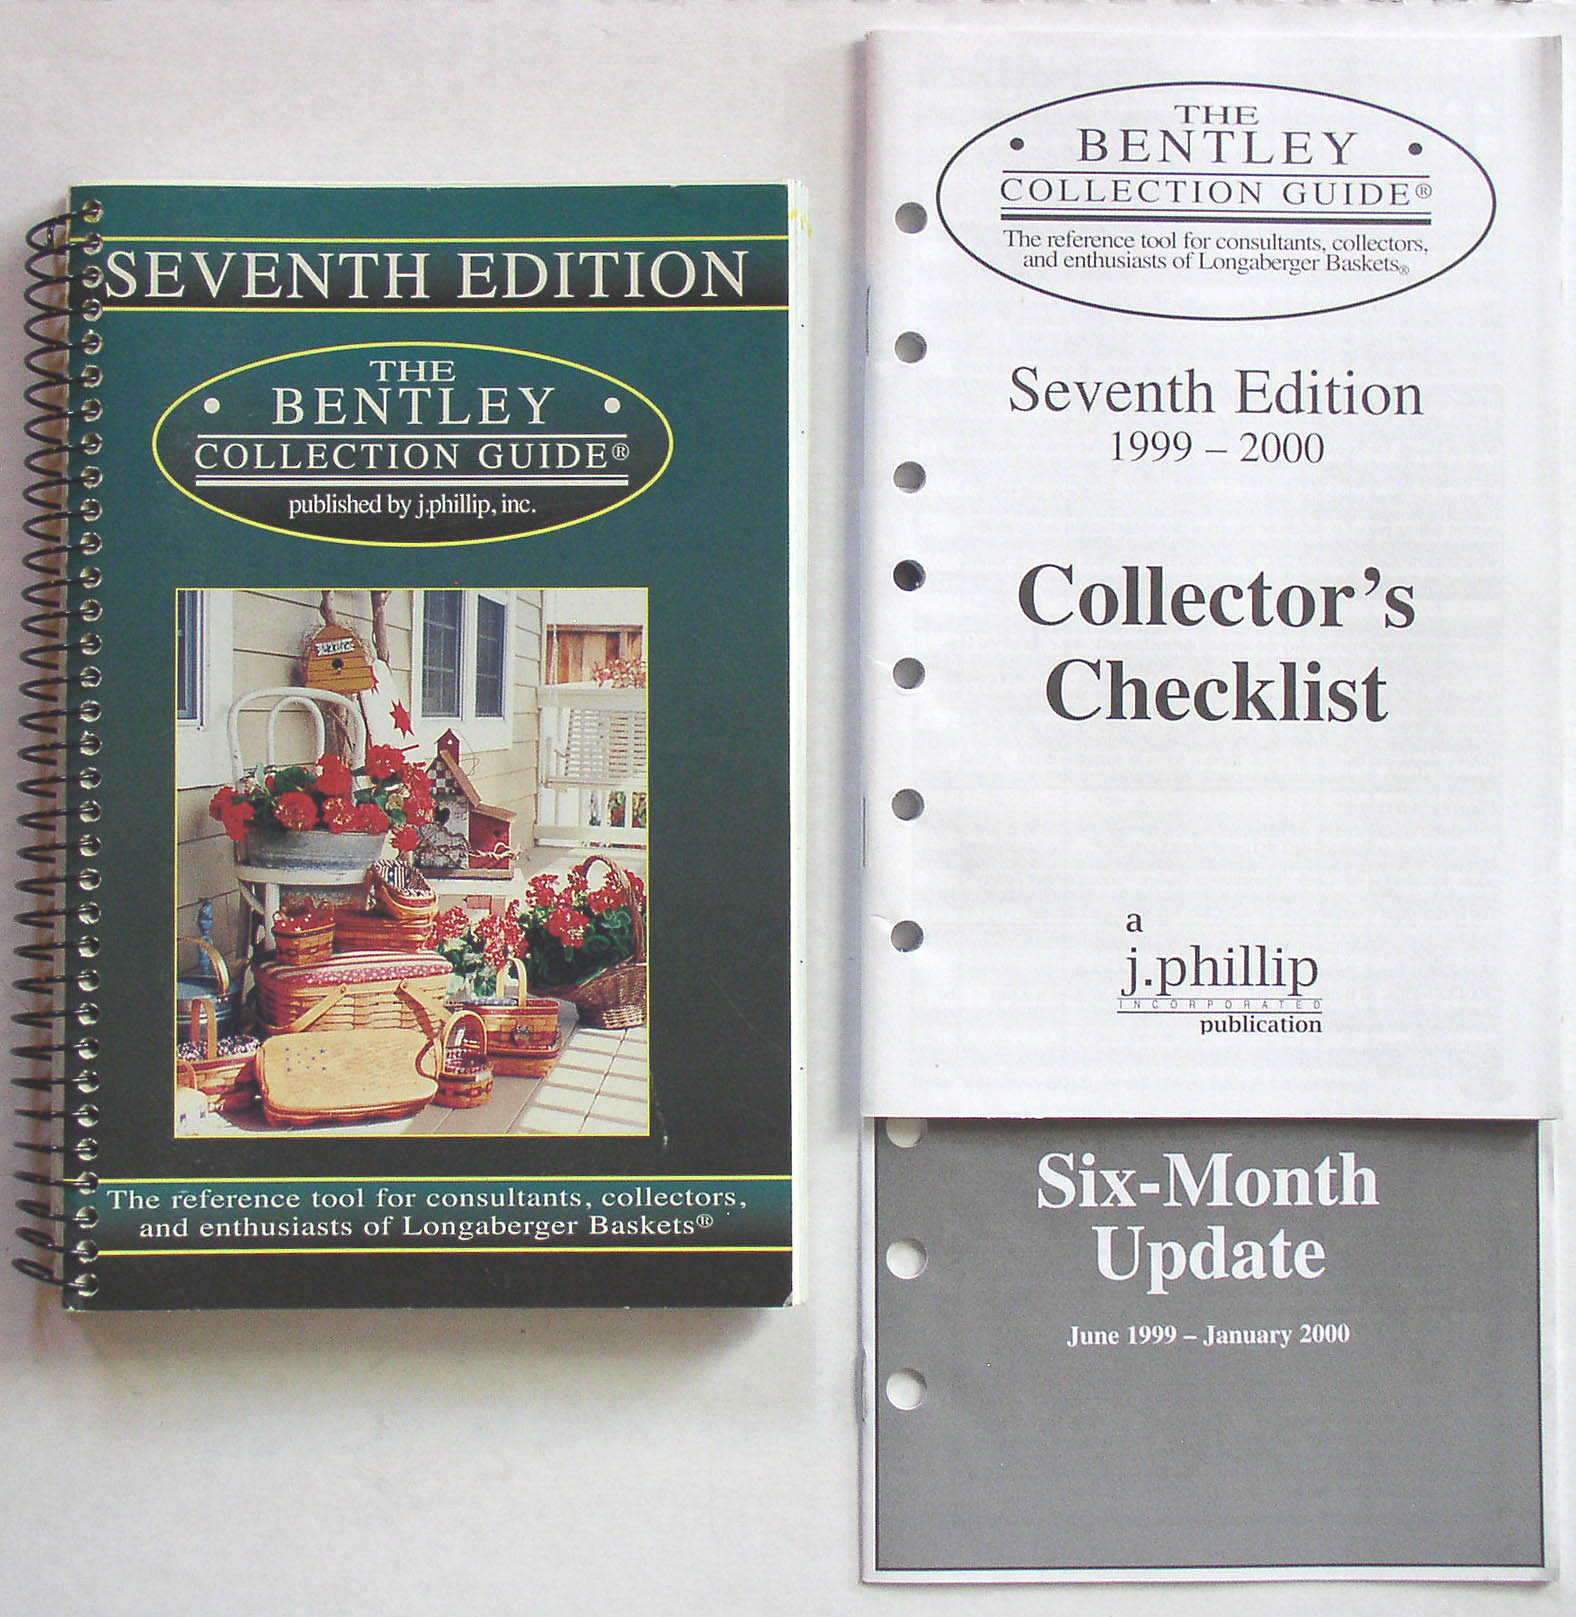 SEVENTH EDITION
THE
• BENTLEY •
COLLECTION GUIDE®
published by j.phillip, inc.
WELCOME
The reference tool for consultants, collectors,
and enthusiasts of Longaberger Baskets®
THE
• BENTLEY •
COLLECTION GUIDE®
The reference tool for consultants, collectors,
and enthusiasts of Longaberger Baskets®
Seventh Edition
1999 – 2000
Collector's
Checklist
a
j.phillip
INCORPORATED
publication
Six-Month
Update
June 1999 – January 2000